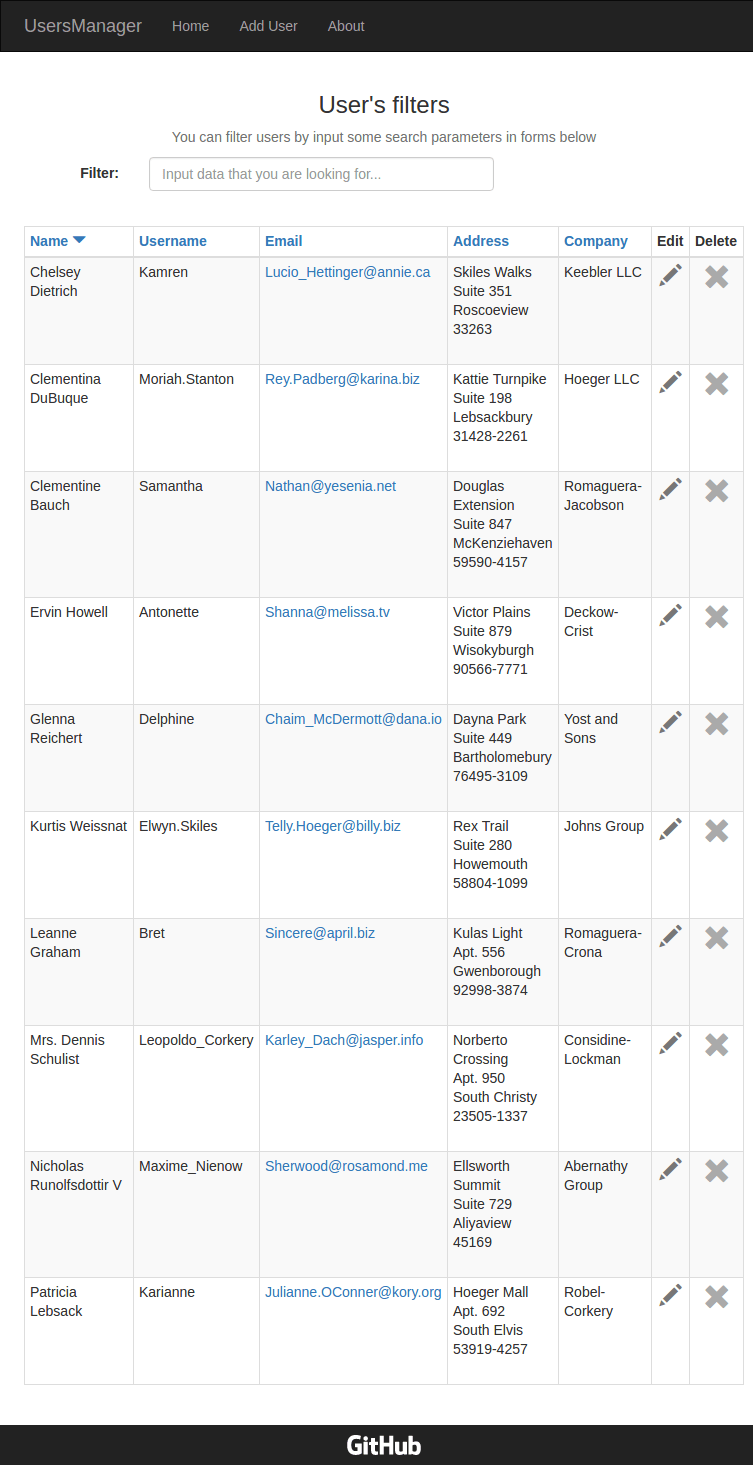 UsersManager Home Add User About
User's filters
You can filter users by input some search parameters in forms below
Filter: Input data that you are looking for...
Name Username Email Address Company Edit Delete
Chelsey Kamren Lucio_Hettinger@annie.ca Skiles Walks Keebler LLC
Dietrich Suite 351
Roscoeview
33263
Clementina Moriah.Stanton Rey.Padberg@karina.biz Kattie Turnpike Hoeger LLC
DuBuque Suite 198
Lebsackbury
31428-2261
Clementine Samantha Nathan@yesenia.net Douglas Romaguera-
Bauch Extension Jacobson
Suite 847
McKenziehaven
59590-4157
Ervin Howell Antonette Shanna@melissa.tv Victor Plains Deckow-
Suite 879 Crist
Wisokyburgh
90566-7771
Glenna Delphine Chaim_McDermott@dana.io Dayna Park Yost and
Reichert Suite 449 Sons
Bartholomebury
76495-3109
Kurtis Weissnat Elwyn.Skiles Telly.Hoeger@billy.biz Rex Trail Johns Group
Suite 280
Howemouth
58804-1099
Leanne Bret Sincere@april.biz Kulas Light Romaguera-
Graham Apt. 556 Crona
Gwenborough
92998-3874
Mrs. Dennis Leopoldo_Corkery Karley_Dach@jasper.info Norberto Considine-
Schulist Crossing Lockman
Apt. 950
South Christy
23505-1337
Nicholas Maxime_Nienow Sherwood@rosamond.me Ellsworth Abernathy
Runolfsdottir V Summit Group
Suite 729
Aliyaview
45169
Patricia Karianne Julianne.OConner@kory.org Hoeger Mall Robel-
Lebsack Apt. 692 Corkery
South Elvis
53919-4257
GitHub